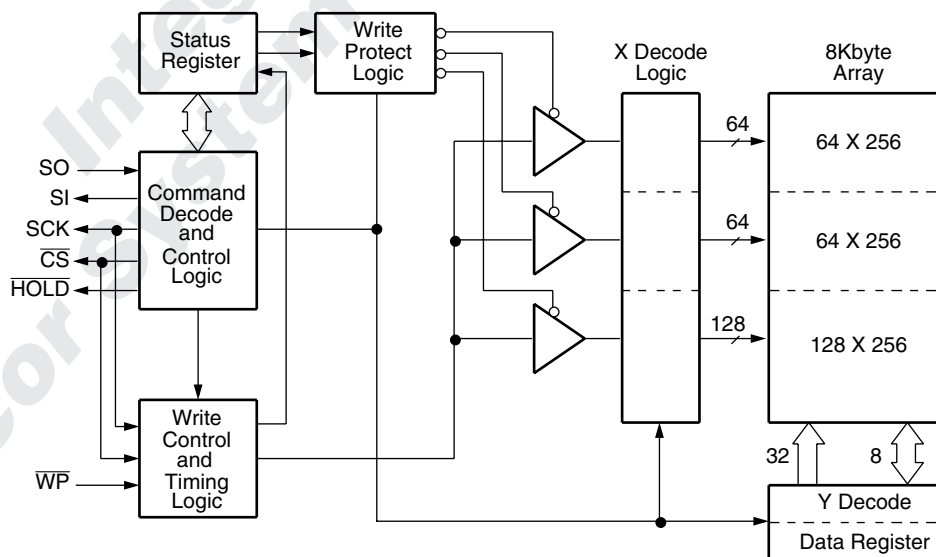 Status
Register
Write
Protect
Logic
X Decode
Logic
8Kbyte
Array
64
64 X 256
64
64 X 256
128
128 X 256
SO
SI
SCK
CS
HOLD
WP
Command
Decode
and
Control
Logic
Write
Control
and
Timing
Logic
32
8
Y Decode
Data Register